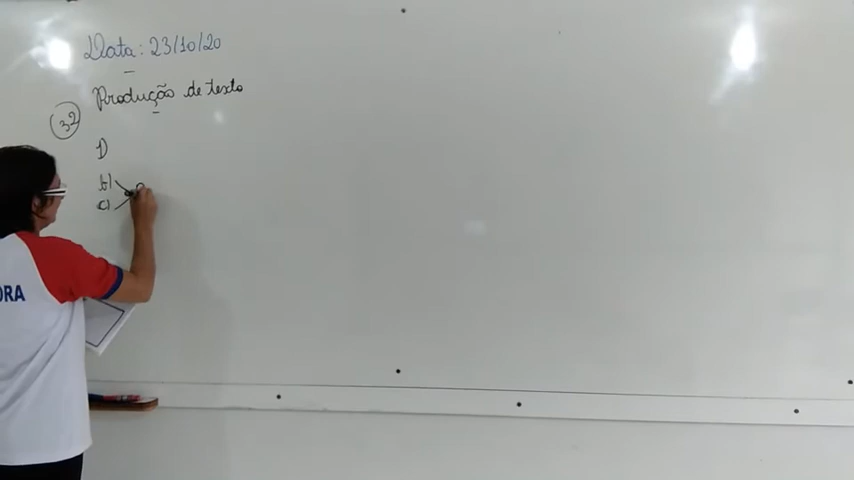 Data: 23/10/20
Produção de texto
32
1)
b)
c)
ORA